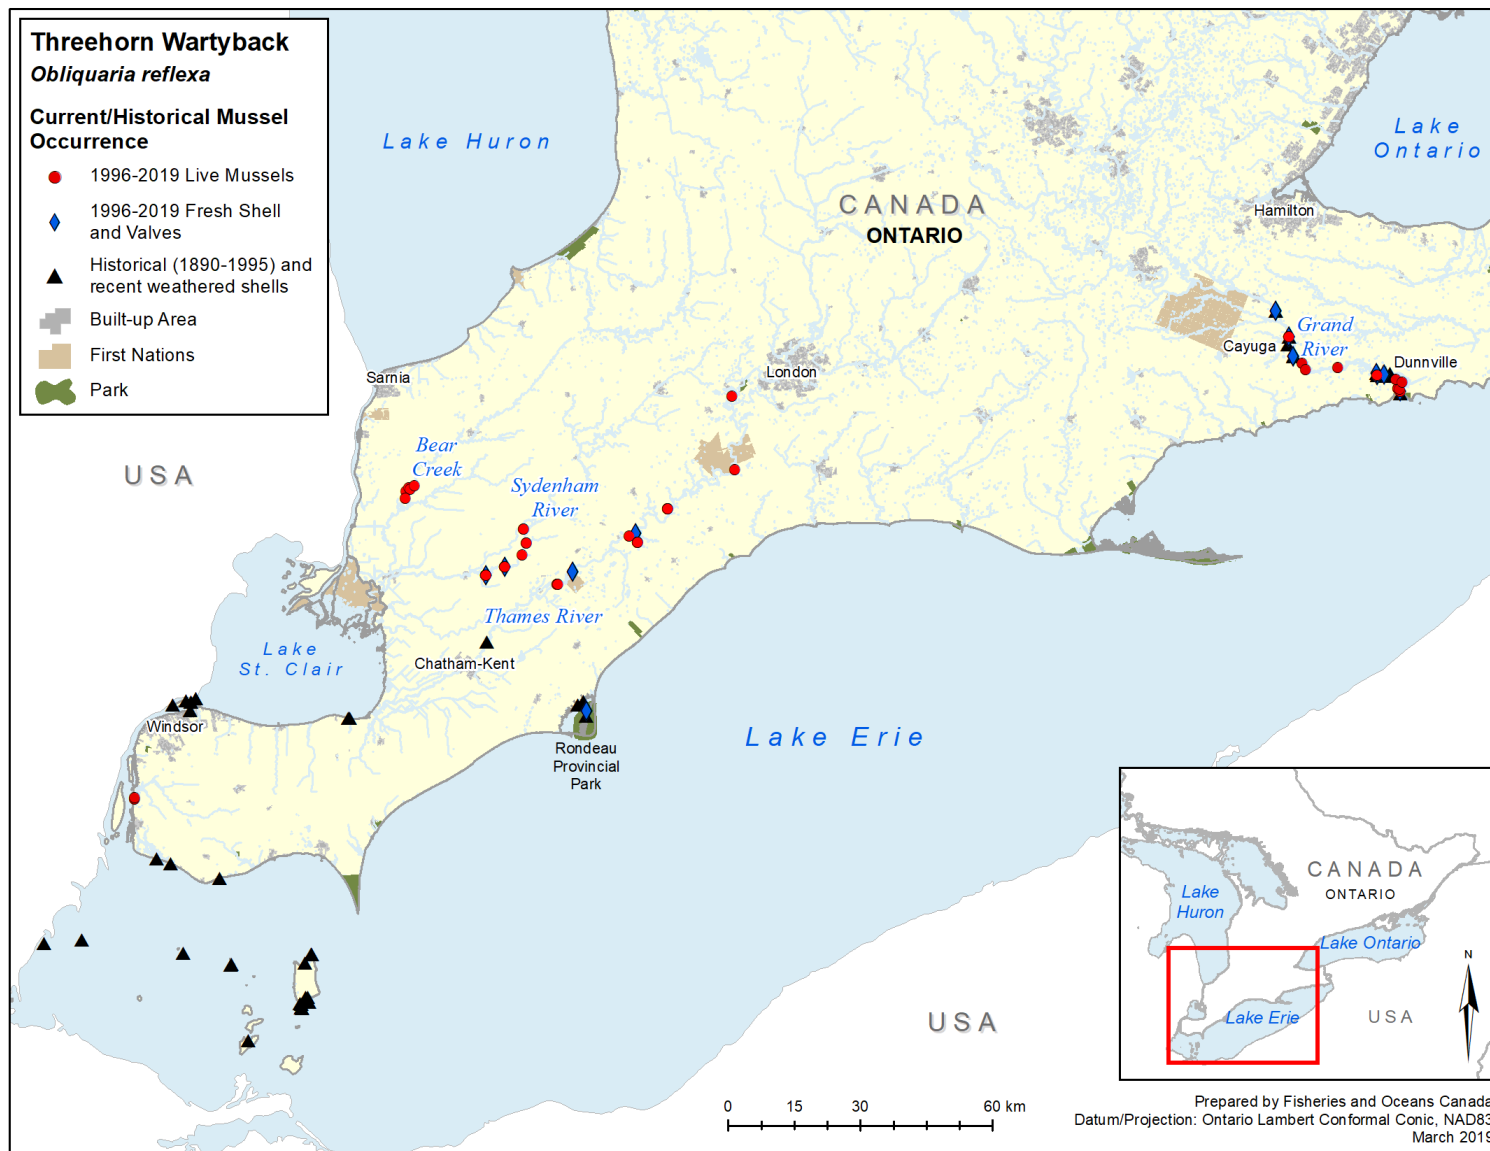 Threehorn Wartyback
Obliquaria reflexa
Current/Historical Mussel
Occurrence
1996-2019 Live Mussels
1996-2019 Fresh Shell
and Valves
Historical (1890-1995) and
recent weathered shells
Built-up Area
First Nations
Park
Lake Huron
Lake
Ontario
CANADA
ONTARIO
Hamilton
Grand
River
Cayuga
Dunnville
London
Sarnia
USA
Bear
Creek
Sydenham
River
Thames River
Chatham-Kent
Lake
St. Clair
Windsor
Rondeau
Provincial
Park
Lake Erie
USA
CANADA
ONTARIO
Lake
Huron
Lake Ontario
Lake Erie
USA
N
0 15 30 60 km
Prepared by Fisheries and Oceans Canada
Datum/Projection: Ontario Lambert Conformal Conic, NAD83
March 2019